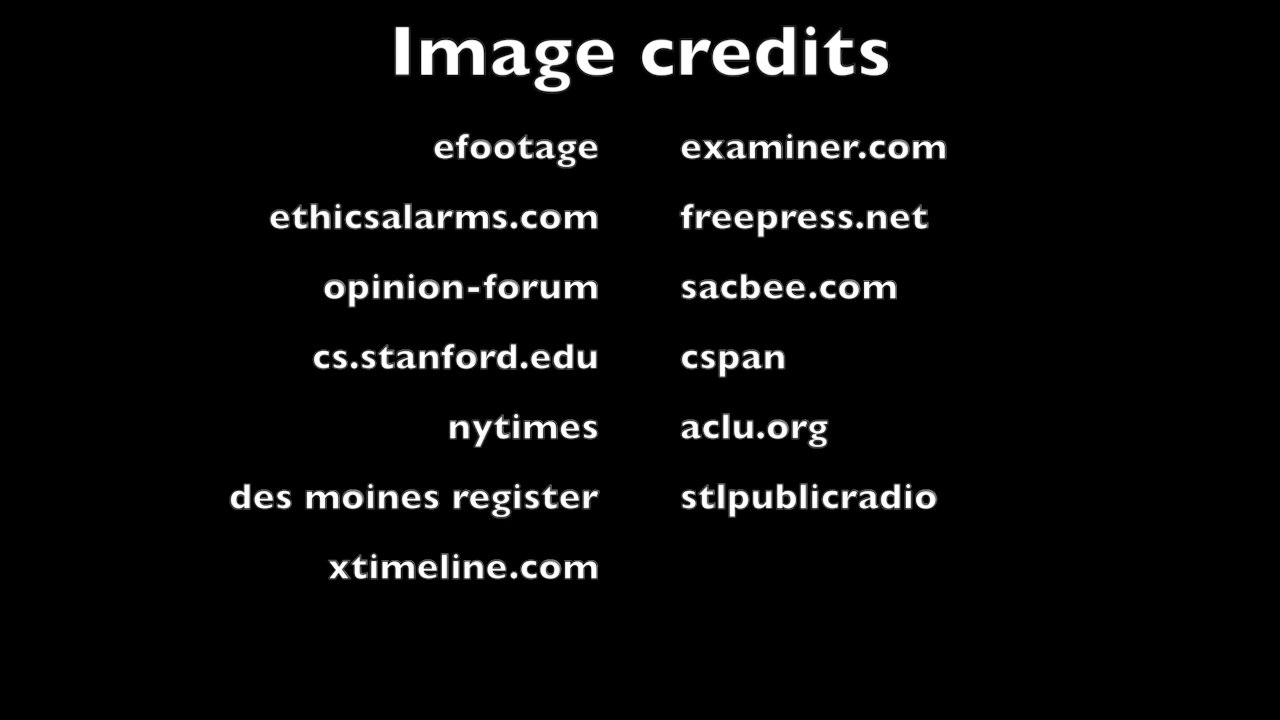 Image credits
efootage
ethicsalarms.com
opinion-forum
cs.stanford.edu
nytimes
des moines register
xtimeline.com
examiner.com
freepress.net
sacbee.com
cspan
aclu.org
stlpublicradio